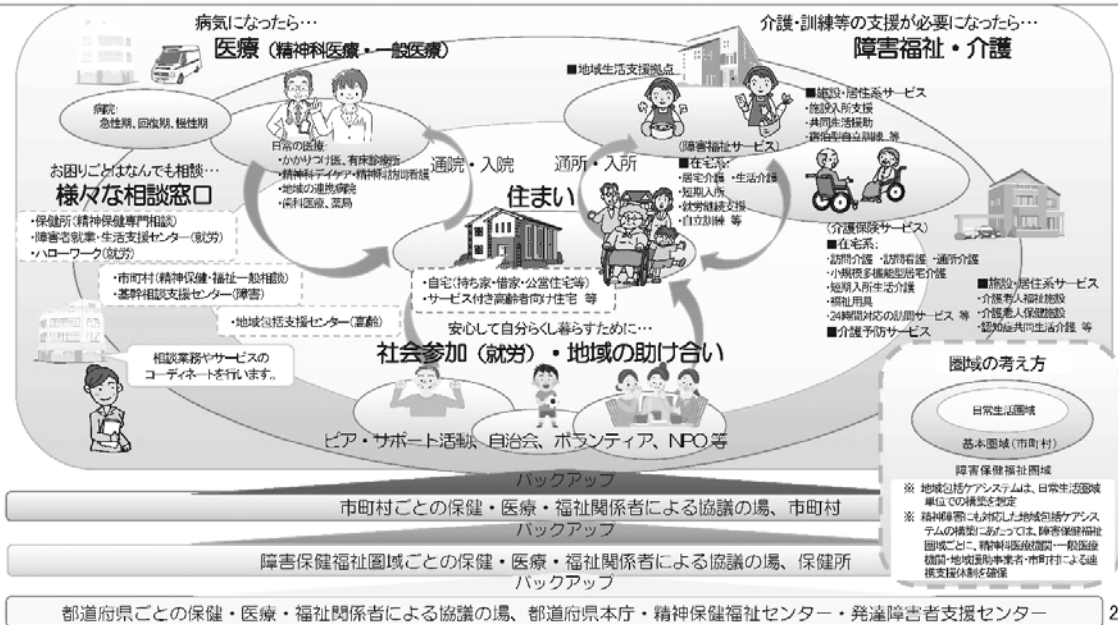 病気になったら…
医療（精神科医療・一般医療）
介護・訓練等の支援が必要になったら…
障害福祉・介護
病院：
急性期、回復期、慢性期
日常の医療：
・かかりつけ医、有床診療所
・精神科デイケア・精神科訪問看護
・地域の連携病院
・歯科医療、薬局
通院・入院
通所・入所
住まい
・自宅（持ち家・借家・公営住宅等）
・サービス付き高齢者向け住宅 等
■地域生活支援拠点
■施設・居住系サービス
・施設入所支援
・共同生活援助
・宿泊型自立訓練 等
（障害福祉サービス）
■在宅系：
・居宅介護 ・生活介護
・短期入所
・就労継続支援
・自立訓練 等
（介護保険サービス）
■在宅系：
・訪問介護 ・訪問看護 ・通所介護
・小規模多機能型居宅介護
・短期入所生活介護
・福祉用具
・24時間対応の訪問サービス 等
■介護予防サービス
■施設・居住系サービス
・介護老人福祉施設
・介護老人保健施設
・認知症共同生活介護 等
お困りごとはなんでも相談…
様々な相談窓口
・保健所（精神保健専門相談）
・障害者就業・生活支援センター（就労）
・ハローワーク（就労）
・市町村（精神保健・福祉一般相談）
・基幹相談支援センター（障害）
・地域包括支援センター（高齢）
相談業務やサービスの
コーディネートを行います。
安心して自分らしく暮らすために…
社会参加（就労）・地域の助け合い
ピア・サポート活動、自治会、ボランティア、NPO 等
圏域の考え方
日常生活圏域
基本圏域（市町村）
障害保健福祉圏域
※ 地域包括ケアシステムは、日常生活圏域
単位での構築を想定
※ 精神障害にも対応した地域包括ケアシス
テムの構築にあたっては、障害保健福祉
圏域ごとに、精神科医療機関・一般医療
機関・地域援助事業者・市町村による連
携支援体制を確保
バックアップ
市町村ごとの保健・医療・福祉関係者による協議の場、市町村
バックアップ
障害保健福祉圏域ごとの保健・医療・福祉関係者による協議の場、保健所
バックアップ
都道府県ごとの保健・医療・福祉関係者による協議の場、都道府県本庁・精神保健福祉センター・発達障害者支援センター
2